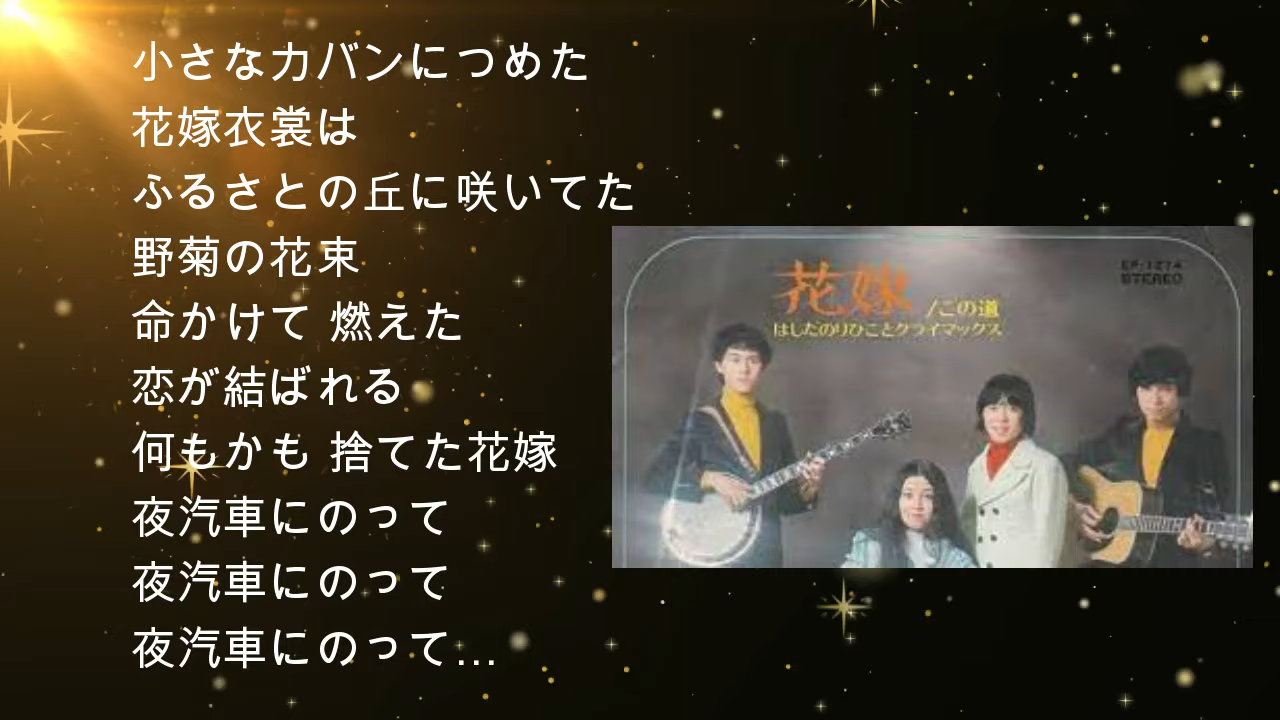 小さなカバンにつめた
花嫁衣裳は
ふるさとの丘に咲いてた
野菊の花束
命かけて 燃えた
恋が結ばれる
何もかも 捨てた花嫁
夜汽車にのって
夜汽車にのって
夜汽車にのって…
花嫁 /この道
はしだのりひことクライマックス
EP-1274
STEREO